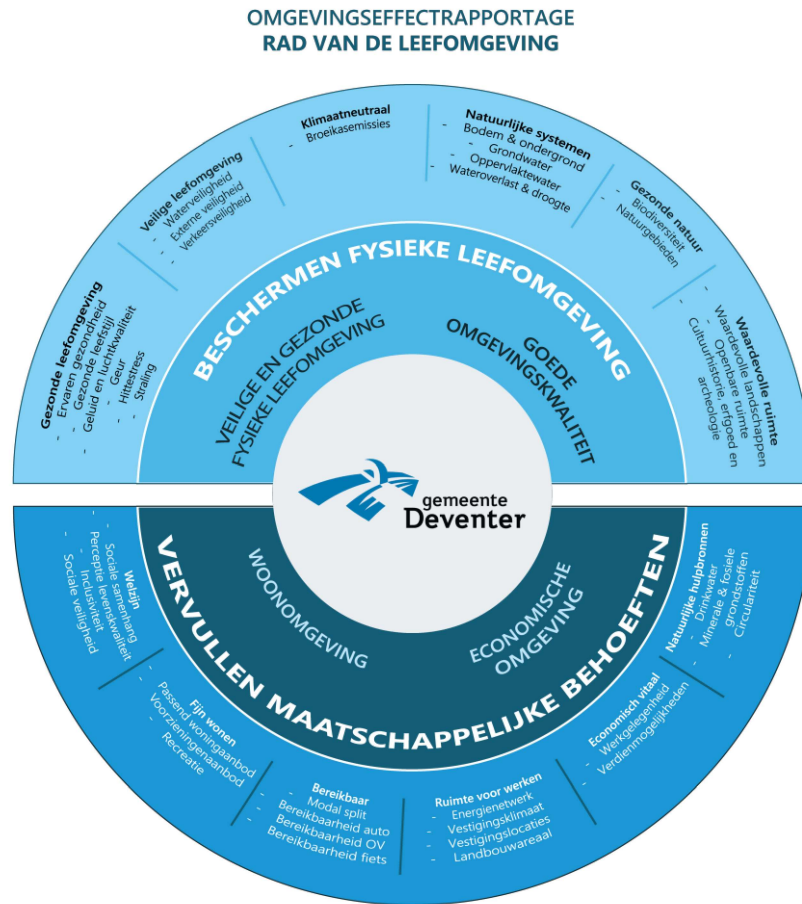 OMGEVINGSEFFECTRAPPORTAGE
RAD VAN DE LEEFOMGEVING
BESCHERMEN FYSIEKE LEEFOMGEVING
VEILIGE EN GEZONDE
FYSIEKE LEEFOMGEVING
GOEDE
OMGEVINGSKWALITEIT
Gezonde leefomgeving
- Ervaren gezondheid
- Gezonde leefstijl
- Geluid en luchtkwaliteit
- Geur
- Hittestress
- Straling
Veilige leefomgeving
- Waterveiligheid
- Externe veiligheid
- Verkeersveiligheid
Klimaatneutraal
- Broeikasemissies
Natuurlijke systemen
- Bodem & ondergrond
- Grondwater
- Oppervlaktewater
- Wateroverlast & droogte
Gezonde natuur
- Biodiversiteit
- Natuurgebieden
Waardevolle ruimte
- Waardevolle landschappen
- Openbare ruimte
- Cultuurhistorie, erfgoed en
archeologie
gemeente
Deventer
WOONOMGEVING
ECONOMISCHE
OMGEVING
VERVULLEN MAATSCHAPPELIJKE BEHOEFTEN
Welzijn
- Sociale samenhang
- Perceptie levenskwaliteit
- Inclusiviteit
- Sociale veiligheid
Fijn wonen
- Passend woningaanbod
- Voorzieningenaanbod
- Recreatie
Bereikbaar
- Modal split
- Bereikbaarheid auto
- Bereikbaarheid OV
- Bereikbaarheid fiets
Ruimte voor werken
- Energienetwerk
- Vestigingsklimaat
- Vestigingslocaties
- Landbouwareaal
Economisch vitaal
- Werkgelegenheid
- Verdienmogelijkheden
Natuurlijke hulpbronnen
- Drinkwater
- Minerale & fosiele
grondstoffen
- Circulariteit